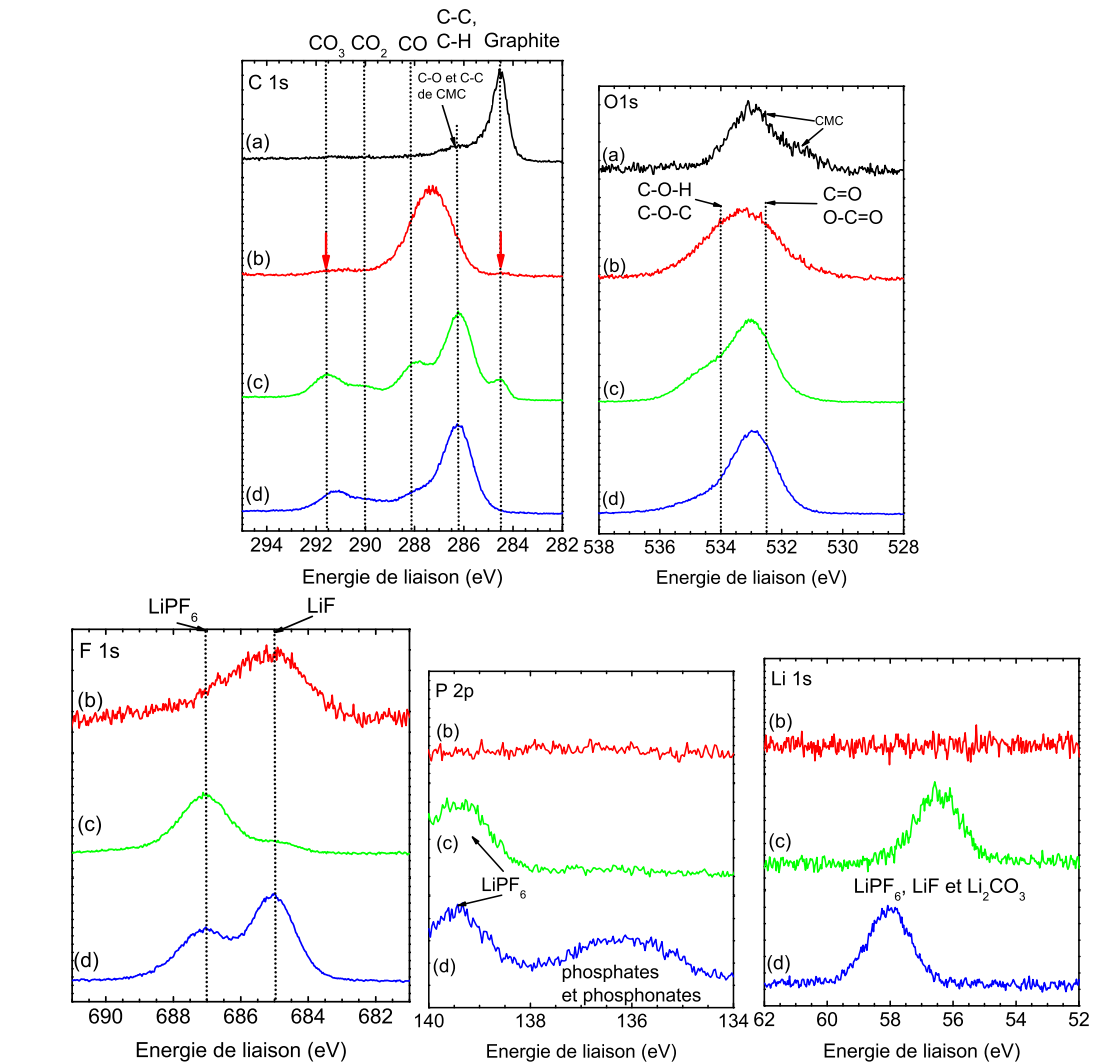 C-C,
CO3 CO2 CO C-H Graphite
C 1s
C-O et C-C
de CMC
(a)
(b)
(c)
(d)
294 292 290 288 286 284 282
Energie de liaison (eV)
O1s
CMC
(a)
C-O-H
C-O-C
C=O
O-C=O
(b)
(c)
(d)
538 536 534 532 530 528
Energie de liaison (eV)
LiPF6
LiF
F 1s
(b)
(c)
(d)
690 688 686 684 682
Energie de liaison (eV)
P 2p
(b)
(c)
LiPF6
(d)
phosphates
et phosphonates
140 138 136 134
Energie de liaison (eV)
Li 1s
(b)
(c)
LiPF6, LiF et Li2CO3
(d)
62 60 58 56 54 52
Energie de liaison (eV)